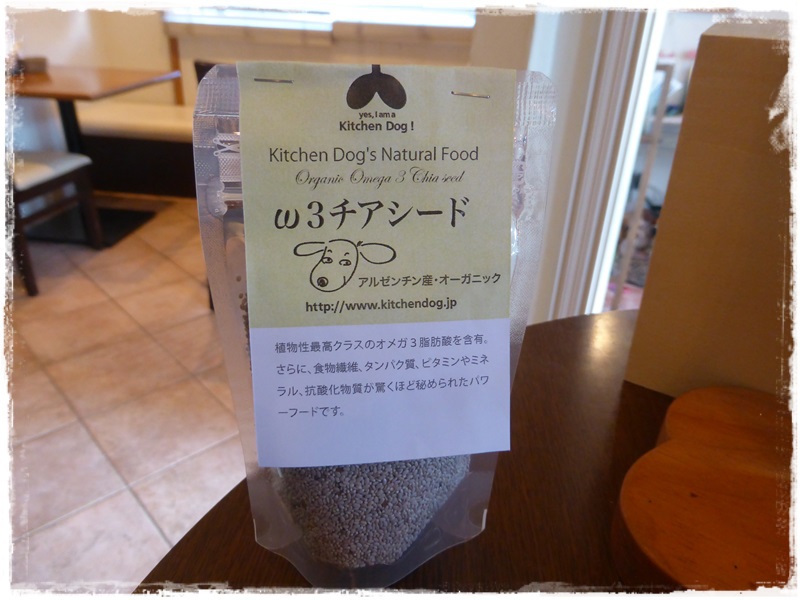 yes, I am a
Kitchen Dog !
Kitchen Dog's Natural Food
Organic Omega 3 Chia seed
ω3チアシード
アルゼンチン産・オーガニック
http://www.kitchendog.jp
植物性最高クラスのオメガ3脂肪酸を含有。
さらに、食物繊維、タンパク質、ビタミンやミネ
ラル、抗酸化物質が驚くほど秘められたパワ
ーフードです。